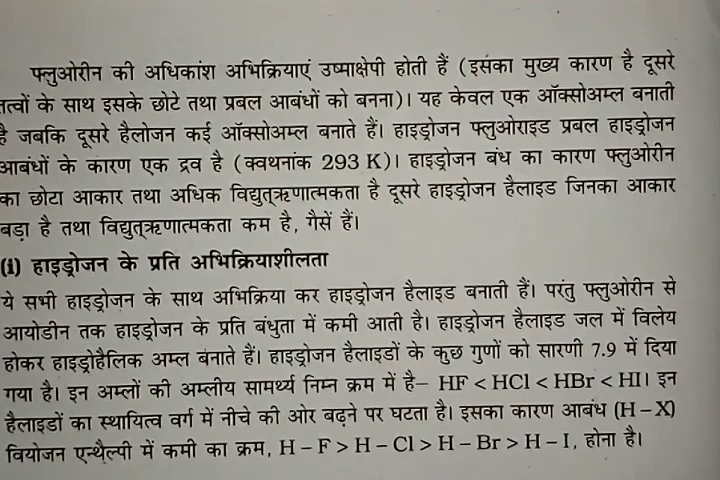 फ्लुओरीन की अधिकांश अभिक्रियाएं उष्माक्षेपी होती हैं (इसका मुख्य कारण है दूसरे
तत्वों के साथ इसके छोटे तथा प्रबल आबंधों को बनना)। यह केवल एक ऑक्सोअम्ल बनाती
है जबकि दूसरे हैलोजन कई ऑक्सोअम्ल बनाते हैं। हाइड्रोजन फ्लुओराइड प्रबल हाइड्रोजन
आबंधों के कारण एक द्रव है (क्वथनांक 293 K)। हाइड्रोजन बंध का कारण फ्लुओरीन
का छोटा आकार तथा अधिक विद्युत्ऋणात्मकता है दूसरे हाइड्रोजन हैलाइड जिनका आकार
बड़ा है तथा विद्युत्ऋणात्मकता कम है, गैसें हैं।
(i) हाइड्रोजन के प्रति अभिक्रियाशीलता
ये सभी हाइड्रोजन के साथ अभिक्रिया कर हाइड्रोजन हैलाइड बनाती हैं। परंतु फ्लुओरीन से
आयोडीन तक हाइड्रोजन के प्रति बंधुता में कमी आती है। हाइड्रोजन हैलाइड जल में विलेय
होकर हाइड्रोहैलिक अम्ल बनाते हैं। हाइड्रोजन हैलाइडों के कुछ गुणों को सारणी 7.9 में दिया
गया है। इन अम्लों की अम्लीय सामर्थ्य निम्न क्रम में है– HF < HCl < HBr < HI। इन
हैलाइडों का स्थायित्व वर्ग में नीचे की ओर बढ़ने पर घटता है। इसका कारण आबंध (H – X)
वियोजन एन्थैल्पी में कमी का क्रम, H – F > H – Cl > H – Br > H – I, होना है।